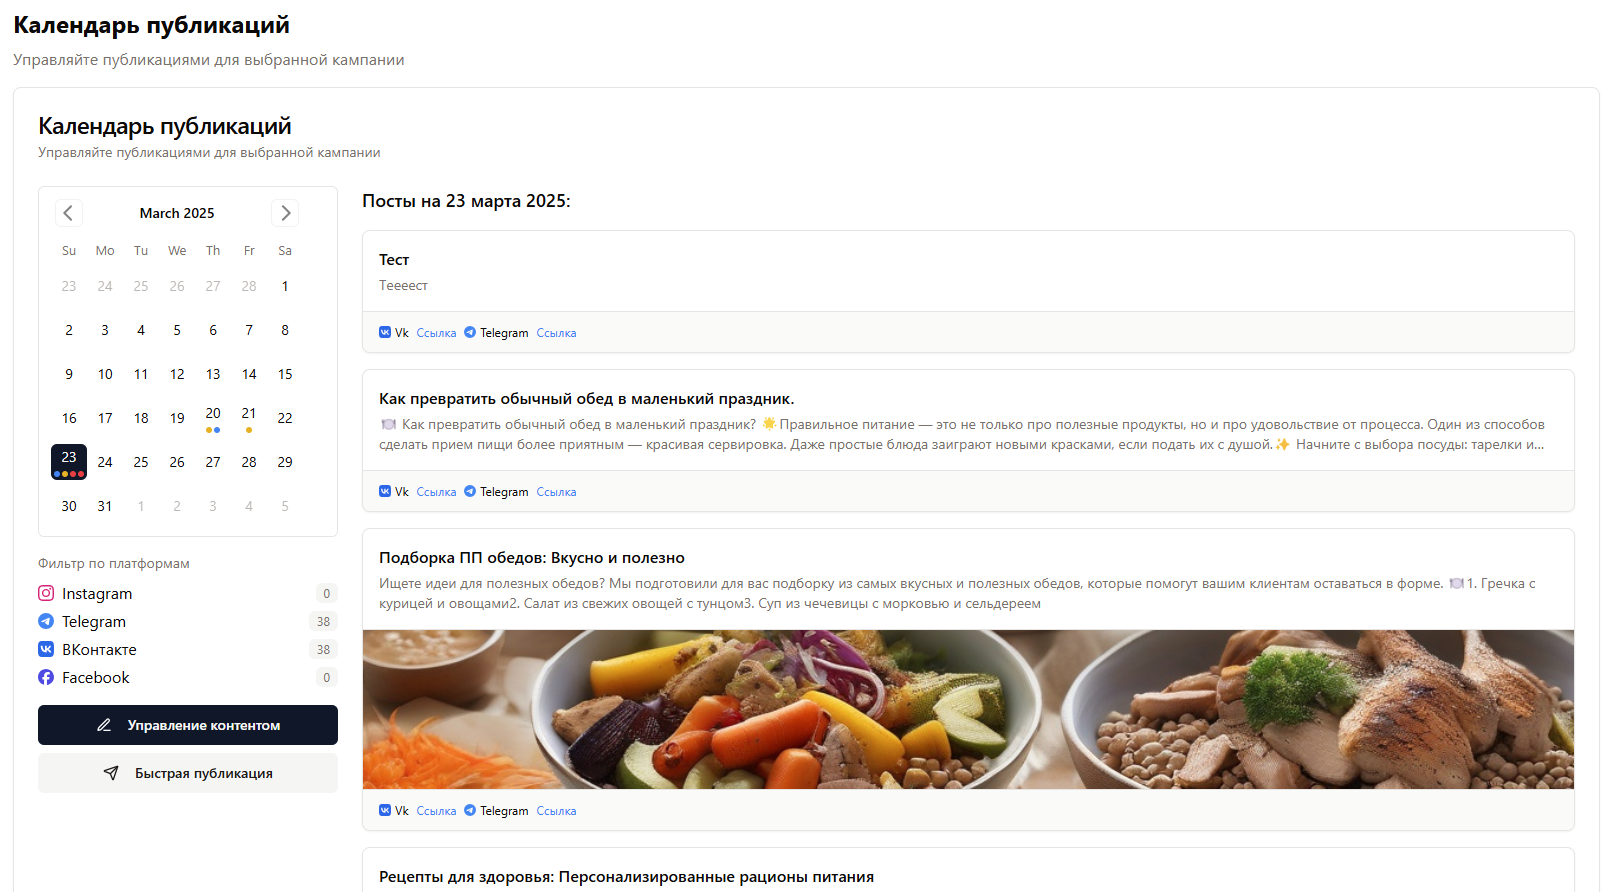 Календарь публикаций
Управляйте публикациями для выбранной кампании
Календарь публикаций
Управляйте публикациями для выбранной кампании
March 2025
Su Mo Tu We Th Fr Sa
23 24 25 26 27 28 1
2 3 4 5 6 7 8
9 10 11 12 13 14 15
16 17 18 19 20 21 22
23 24 25 26 27 28 29
30 31 1 2 3 4 5
Фильтр по платформам
Instagram 0
Telegram 38
ВКонтакте 38
Facebook 0
Управление контентом
Быстрая публикация
Посты на 23 марта 2025:
Тест
Теееест
Vk Ссылка Telegram Ссылка
Как превратить обычный обед в маленький праздник.
🍽️ Как превратить обычный обед в маленький праздник? 🌟 Правильное питание — это не только про полезные продукты, но и про удовольствие от процесса. Один из способов
сделать прием пищи более приятным — красивая сервировка. Даже простые блюда заиграют новыми красками, если подать их с душой.✨ Начните с выбора посуды: тарелки и...
Vk Ссылка Telegram Ссылка
Подборка ПП обедов: Вкусно и полезно
Ищете идеи для полезных обедов? Мы подготовили для вас подборку из самых вкусных и полезных обедов, которые помогут вашим клиентам оставаться в форме. 🍽️1. Гречка с
курицей и овощами2. Салат из свежих овощей с тунцом3. Суп из чечевицы с морковью и сельдереем
Vk Ссылка Telegram Ссылка
Рецепты для здоровья: Персонализированные рационы питания